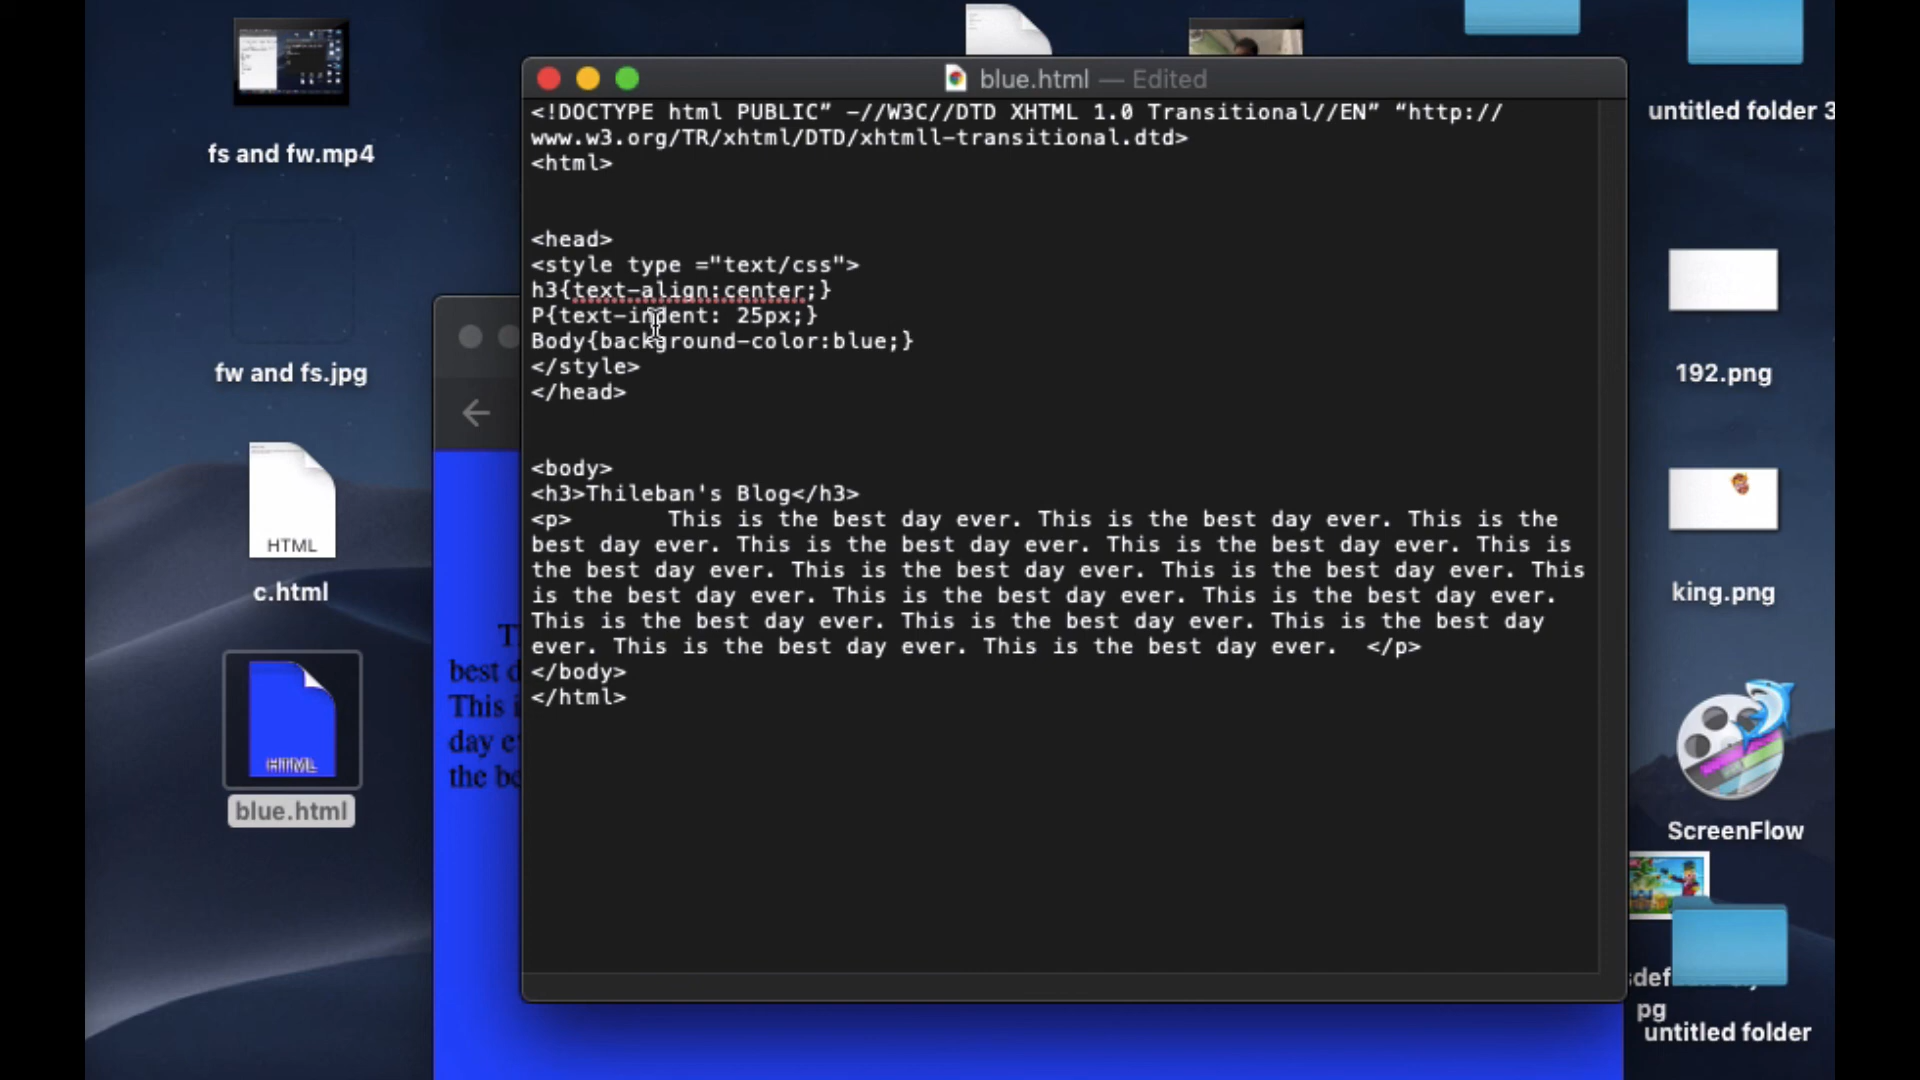 blue.html — Edited
<!DOCTYPE html PUBLIC” -//W3C//DTD XHTML 1.0 Transitional//EN” “http://
www.w3.org/TR/xhtml/DTD/xhtmll-transitional.dtd>
<html>
<head>
<style type ="text/css">
h3{text-align:center;}
P{text-indent: 25px;}
Body{background-color:blue;}
</style>
</head>
<body>
<h3>Thileban's Blog</h3>
<p>       This is the best day ever. This is the best day ever. This is the
best day ever. This is the best day ever. This is the best day ever. This is
the best day ever. This is the best day ever. This is the best day ever. This
is the best day ever. This is the best day ever. This is the best day ever.
This is the best day ever. This is the best day ever. This is the best day
ever. This is the best day ever. This is the best day ever.  </p>
</body>
</html>
fs and fw.mp4
fw and fs.jpg
HTML
c.html
HTML
blue.html
best
This
day
the
untitled folder 3
192.png
king.png
ScreenFlow
pg
untitled folder